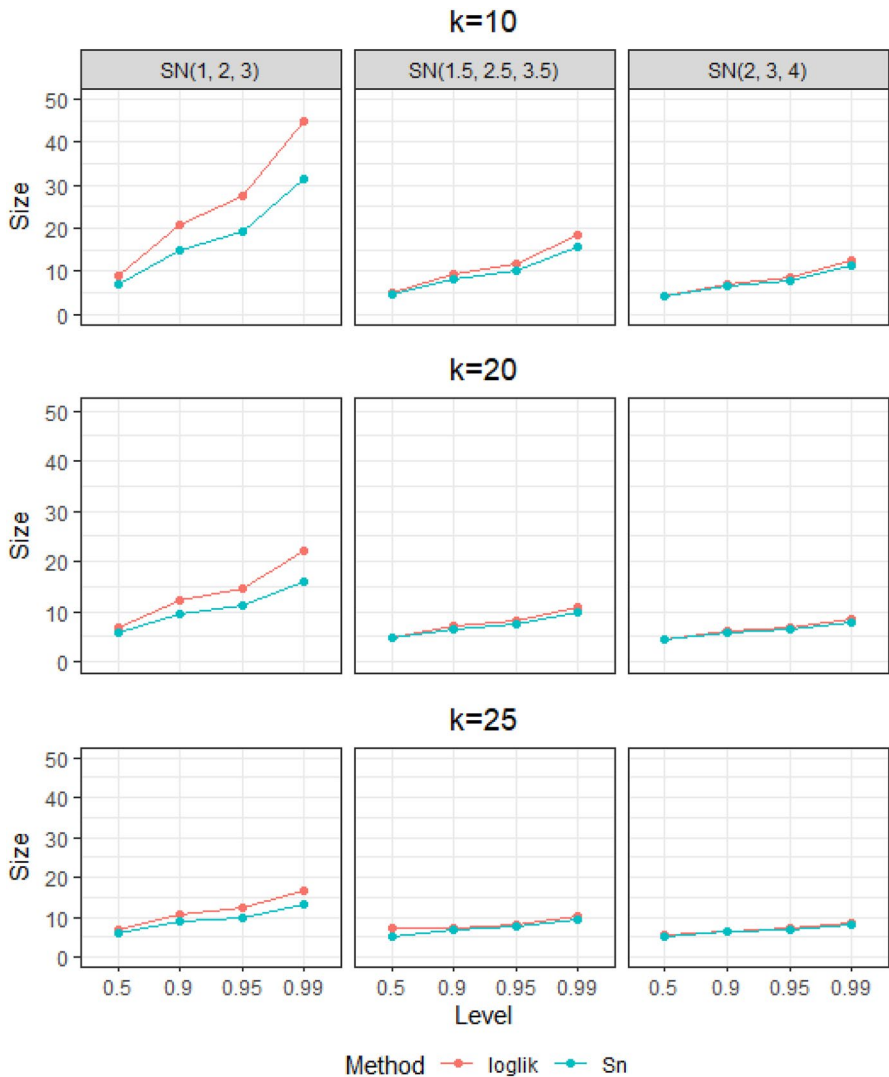 k=10
SN(1, 2, 3) SN(1.5, 2.5, 3.5) SN(2, 3, 4)
50
40
30
20
10
0
Size
k=20
50
40
30
20
10
0
Size
k=25
50
40
30
20
10
0
Size
0.5 0.9 0.95 0.99 0.5 0.9 0.95 0.99 0.5 0.9 0.95 0.99
Level
Method loglik Sn